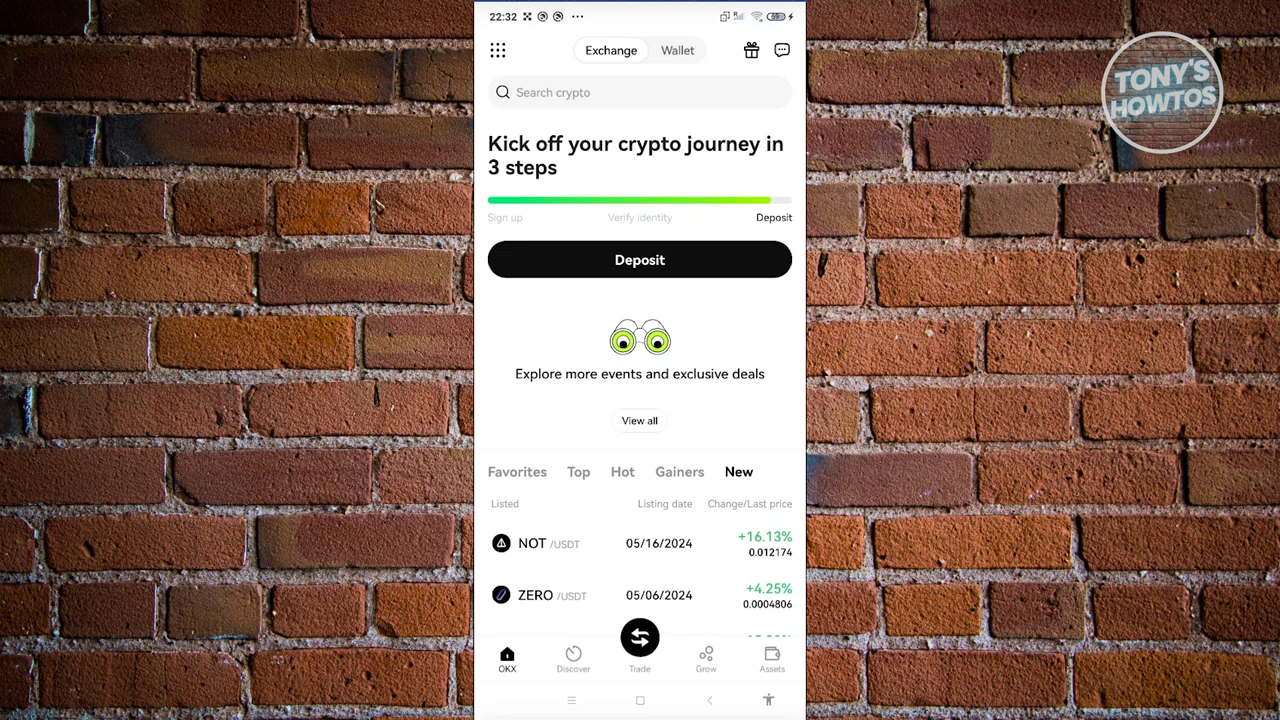 22:32
Exchange Wallet
TONY'S
HOWTOS
Search crypto
Kick off your crypto journey in
3 steps
Sign up Verify identity Deposit
Deposit
Explore more events and exclusive deals
View all
Favorites Top Hot Gainers New
Listed Listing date Change/Last price
NOT /USDT 05/16/2024 +16.13%
0.012174
ZERO /USDT 05/06/2024 +4.25%
0.0004806
OKX Discover Trade Grow Assets